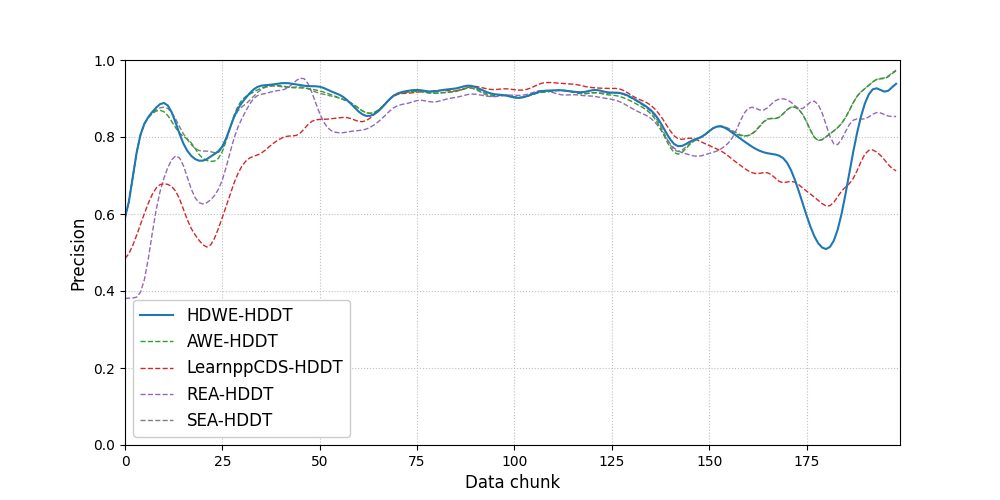 1.0
0.8
0.6
0.4
0.2
0.0
Precision
HDWE-HDDT
AWE-HDDT
LearnppCDS-HDDT
REA-HDDT
SEA-HDDT
0 25 50 75 100 125 150 175
Data chunk